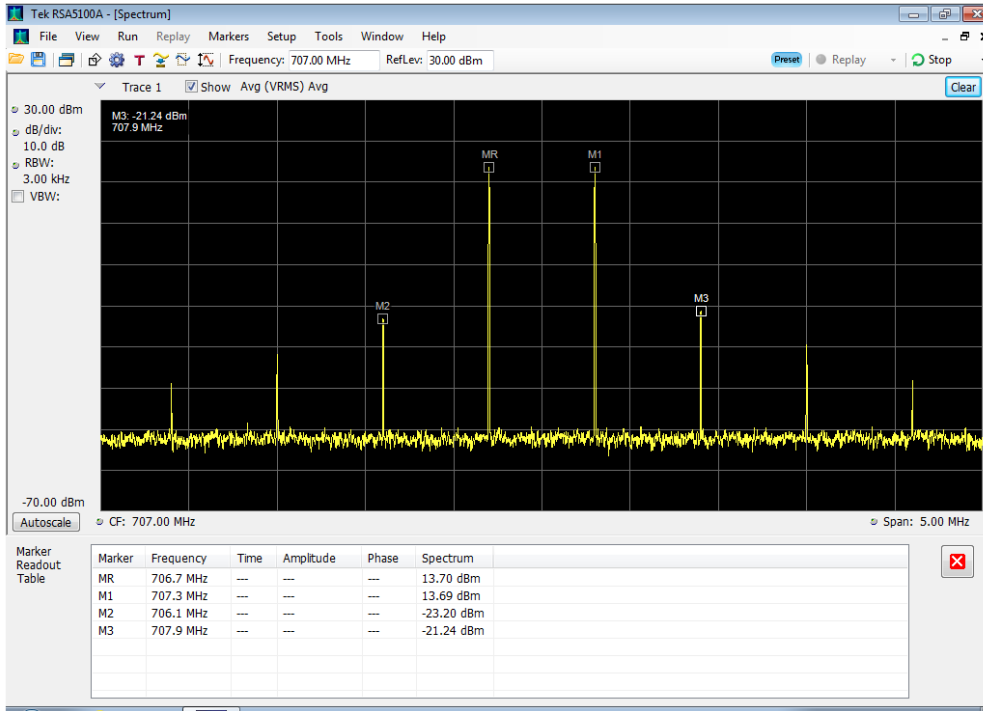 Tek RSA5100A - [Spectrum]
File View Run Replay Markers Setup Tools Window Help
T Frequency: 707.00 MHz RefLev: 30.00 dBm Preset Replay Stop
Trace 1 Show Avg (VRMS) Avg Clear
30.00 dBm
dB/div:
10.0 dB
RBW:
3.00 kHz
VBW:
M3: -21.24 dBm
707.9 MHz
MR M1
M2 M3
-70.00 dBm
Autoscale CF: 707.00 MHz Span: 5.00 MHz
Marker
Readout
Table
Marker Frequency Time Amplitude Phase Spectrum
MR 706.7 MHz --- --- --- 13.70 dBm
M1 707.3 MHz --- --- --- 13.69 dBm
M2 706.1 MHz --- --- --- -23.20 dBm
M3 707.9 MHz --- --- --- -21.24 dBm